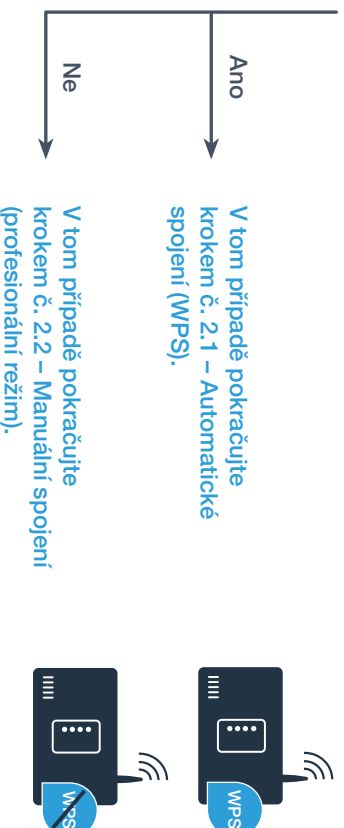 Ano
V tom případě pokračujte
krokem č. 2.1 – Automatické
spojení (WPS).
WPS
Ne
V tom případě pokračujte
krokem č. 2.2 – Manuální spojení
(profesionální režim).
WPS